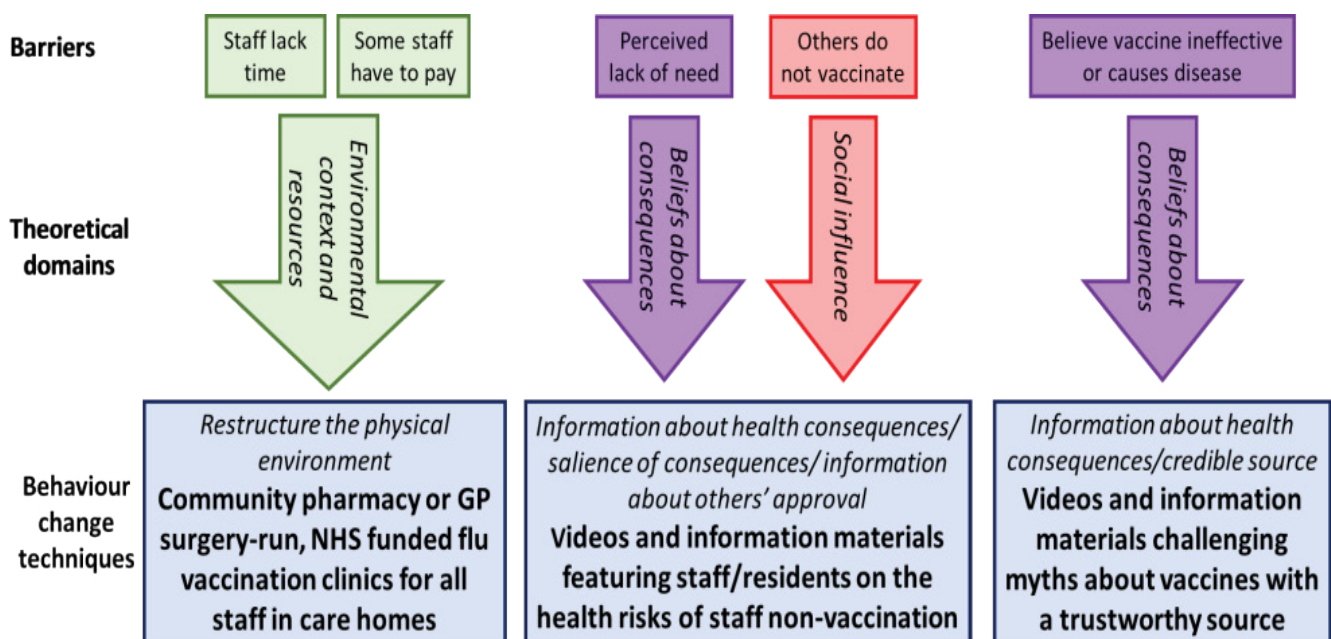 Barriers
Staff lack
time
Some staff
have to pay
Perceived
lack of need
Others do
not vaccinate
Believe vaccine ineffective
or causes disease
Theoretical
domains
Environmental
context and
resources
Beliefs about
consequences
Social influence
Beliefs about
consequences
Behaviour
change
techniques
Restructure the physical
environment
Community pharmacy or GP
surgery-run, NHS funded flu
vaccination clinics for all
staff in care homes
Information about health consequences/
salience of consequences/ information
about others’ approval
Videos and information materials
featuring staff/residents on the
health risks of staff non-vaccination
Information about health
consequences/credible source
Videos and information
materials challenging
myths about vaccines with
a trustworthy source